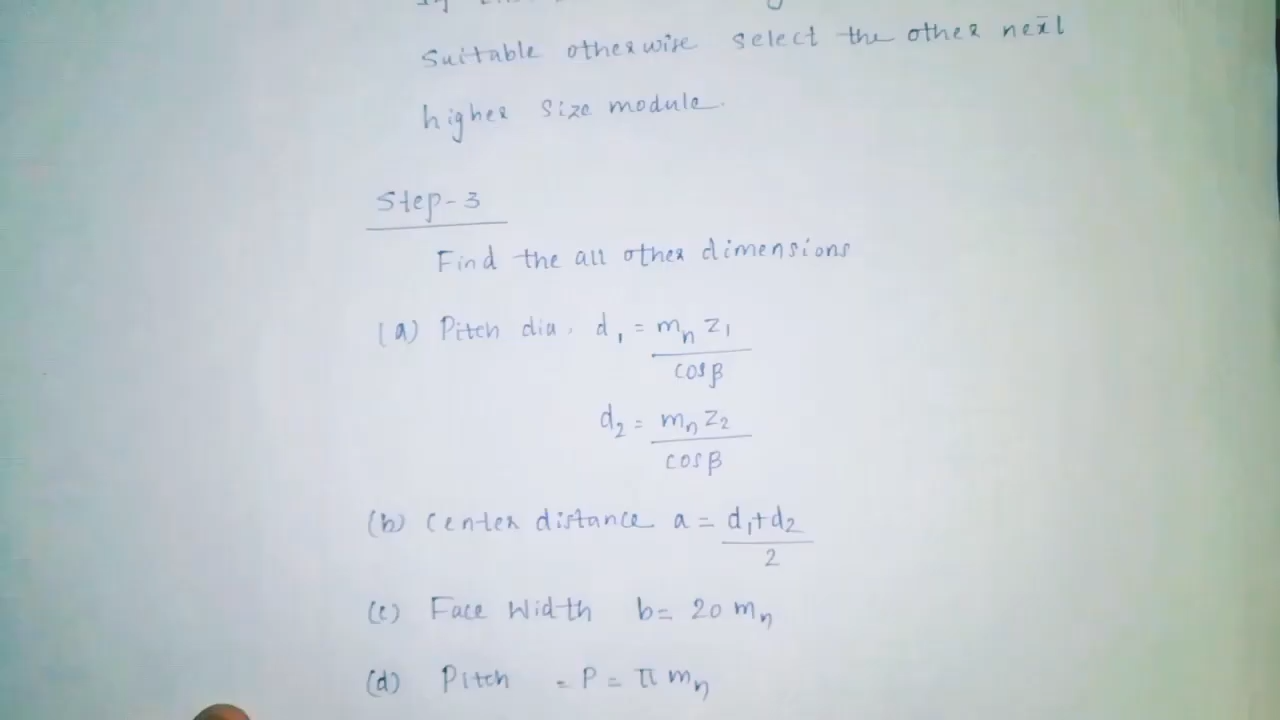 suitable otherwise select the other next
higher size module.
Step-3
Find the all other dimensions
(a) Pitch dia. d1 = mn z1 / cosβ
d2 = mn z2 / cosβ
(b) Center distance a = d1+d2 / 2
(c) Face Width b = 20 mn
(d) Pitch = P = π mn